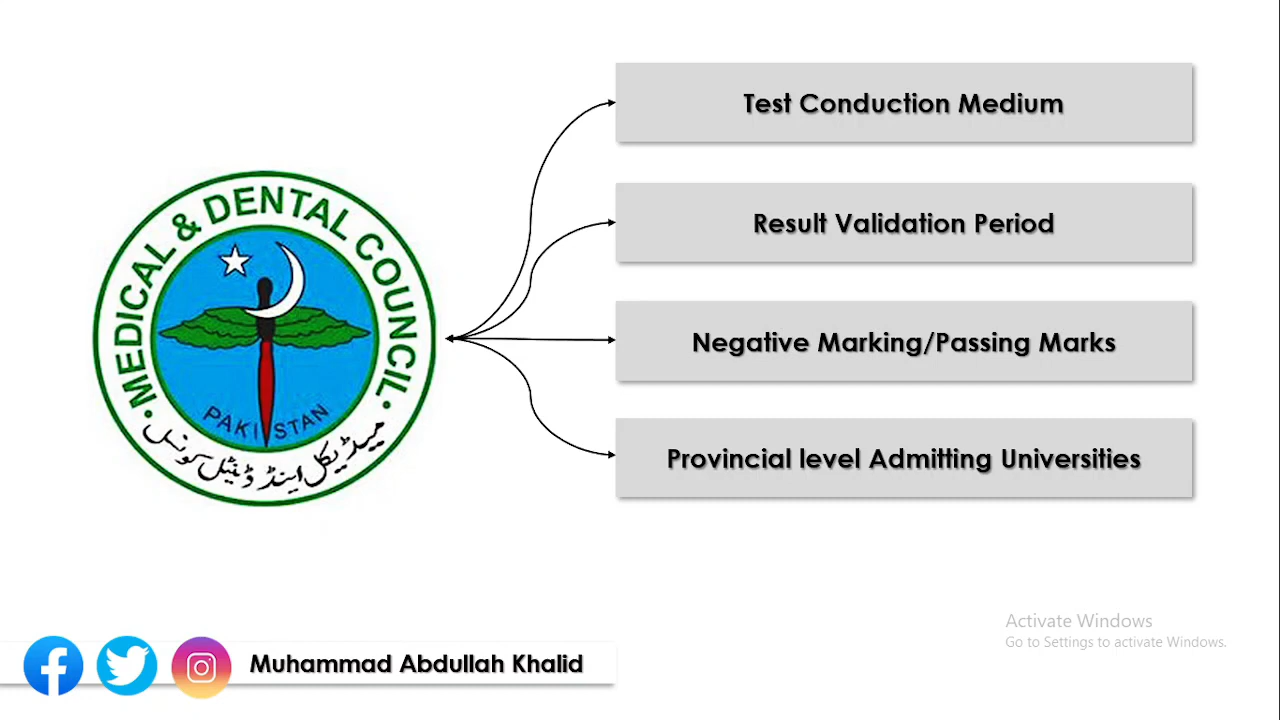 MEDICAL & DENTAL COUNCIL
PAKISTAN
میڈیکل اینڈ ڈینٹل کونسل
Test Conduction Medium
Result Validation Period
Negative Marking/Passing Marks
Provincial level Admitting Universities
Activate Windows
Go to Settings to activate Windows.
Muhammad Abdullah Khalid